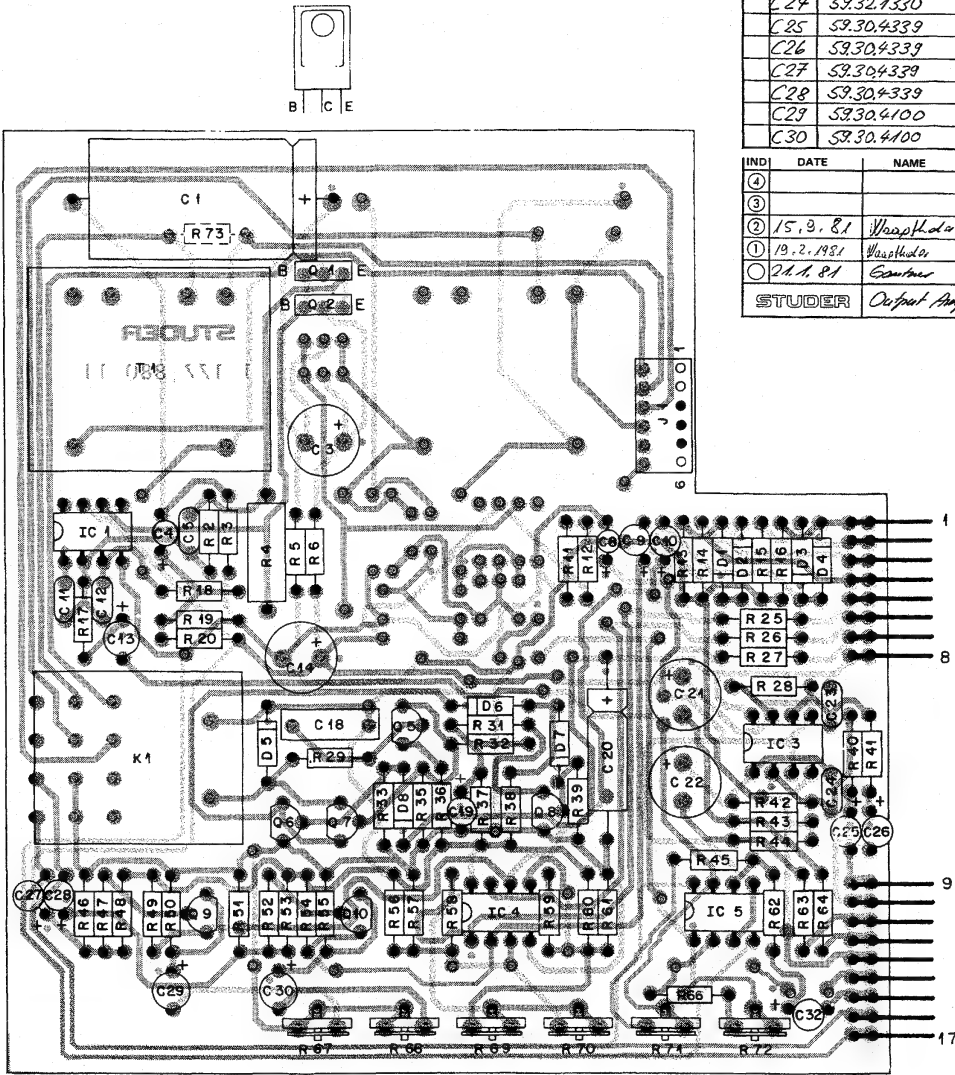 C24 59.32.1330
C25 59.30.4339
C26 59.30.4339
C27 59.30.4339
C28 59.30.4339
C29 59.30.4100
C30 59.30.4100
IND DATE NAME
④
③
② 15.9.81
① 19.2.1981
○ 21.1.81
STUDER Output Amp
B C E
C1 +
R73
B Q1 E
B Q2 E
STUDER
T1
1.177.880.11
C3 +
1
J1
6
IC 1
C4 C5 R2 R3 R4 R5 R6
R11 R12 C8 C9 C10 R13 R14 D1 D2 R15 R16 D3 D4
1
C11 R17 C12 C13 +
R18
R19
R20
C14 +
R25
R26
R27
8
K1
D5
C18
R29
Q5
D6
R31
R32
D7
C20 +
C21 +
C22 +
R28
C23
IC 3
C24
R40 R41
Q6 Q7
R33 D8 R35 R36 C19 R37 R38 R39
R42
R43
R44
R45
C25 C26
C27 C28 R46 R47 R48 R49 R50
R51 R52 R53 R54 R55
R56 R57 R58 IC 4 R59 R60 R61
IC 5 R62 R63 R64
9
C29 +
C30 +
R66
C32 +
R67 R68 R69 R70 R71 R72
17